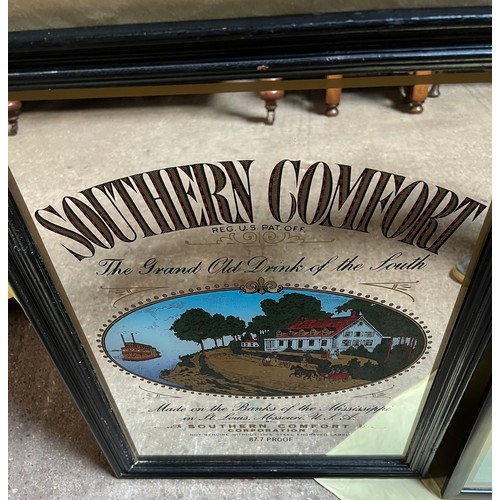 SOUTHERN COMFORT
REG. U.S. PAT. OFF.
The Grand Old Drink of the South
Made on the Banks of the Mississippi
in St. Louis, Missouri, U.S.A.
SOUTHERN COMFORT
CORPORATION
87.7 PROOF